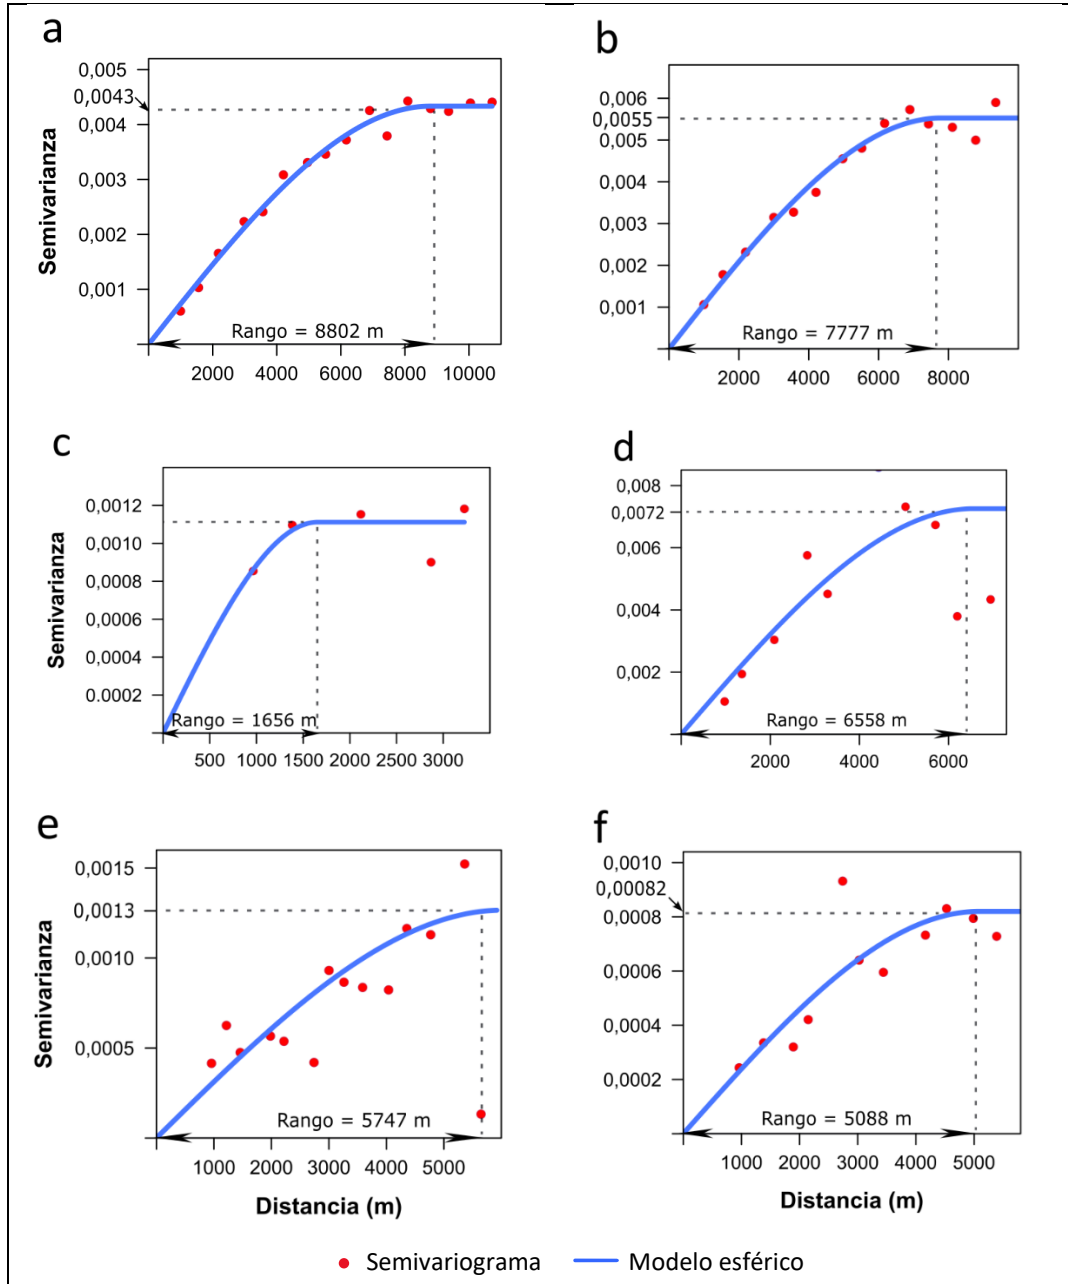 a
0,005
0,0043
0,004
0,003
0,002
0,001
Semivarianza
Rango = 8802 m
2000 4000 6000 8000 10000
b
0,006
0,0055
0,005
0,004
0,003
0,002
0,001
Rango = 7777 m
2000 4000 6000 8000
c
0,0012
0,0010
0,0008
0,0006
0,0004
0.0002
Semivarianza
Rango = 1656 m
500 1000 1500 2000 2500 3000
d
0,008
0,0072
0,006
0,004
0,002
Rango = 6558 m
2000 4000 6000
e
0,0015
0,0013
0,0010
0,0005
Semivarianza
Rango = 5747 m
1000 2000 3000 4000 5000
Distancia (m)
f
0,0010
0,00082
0,0008
0,0006
0,0004
0,0002
Rango = 5088 m
1000 2000 3000 4000 5000
Distancia (m)
Semivariograma Modelo esférico